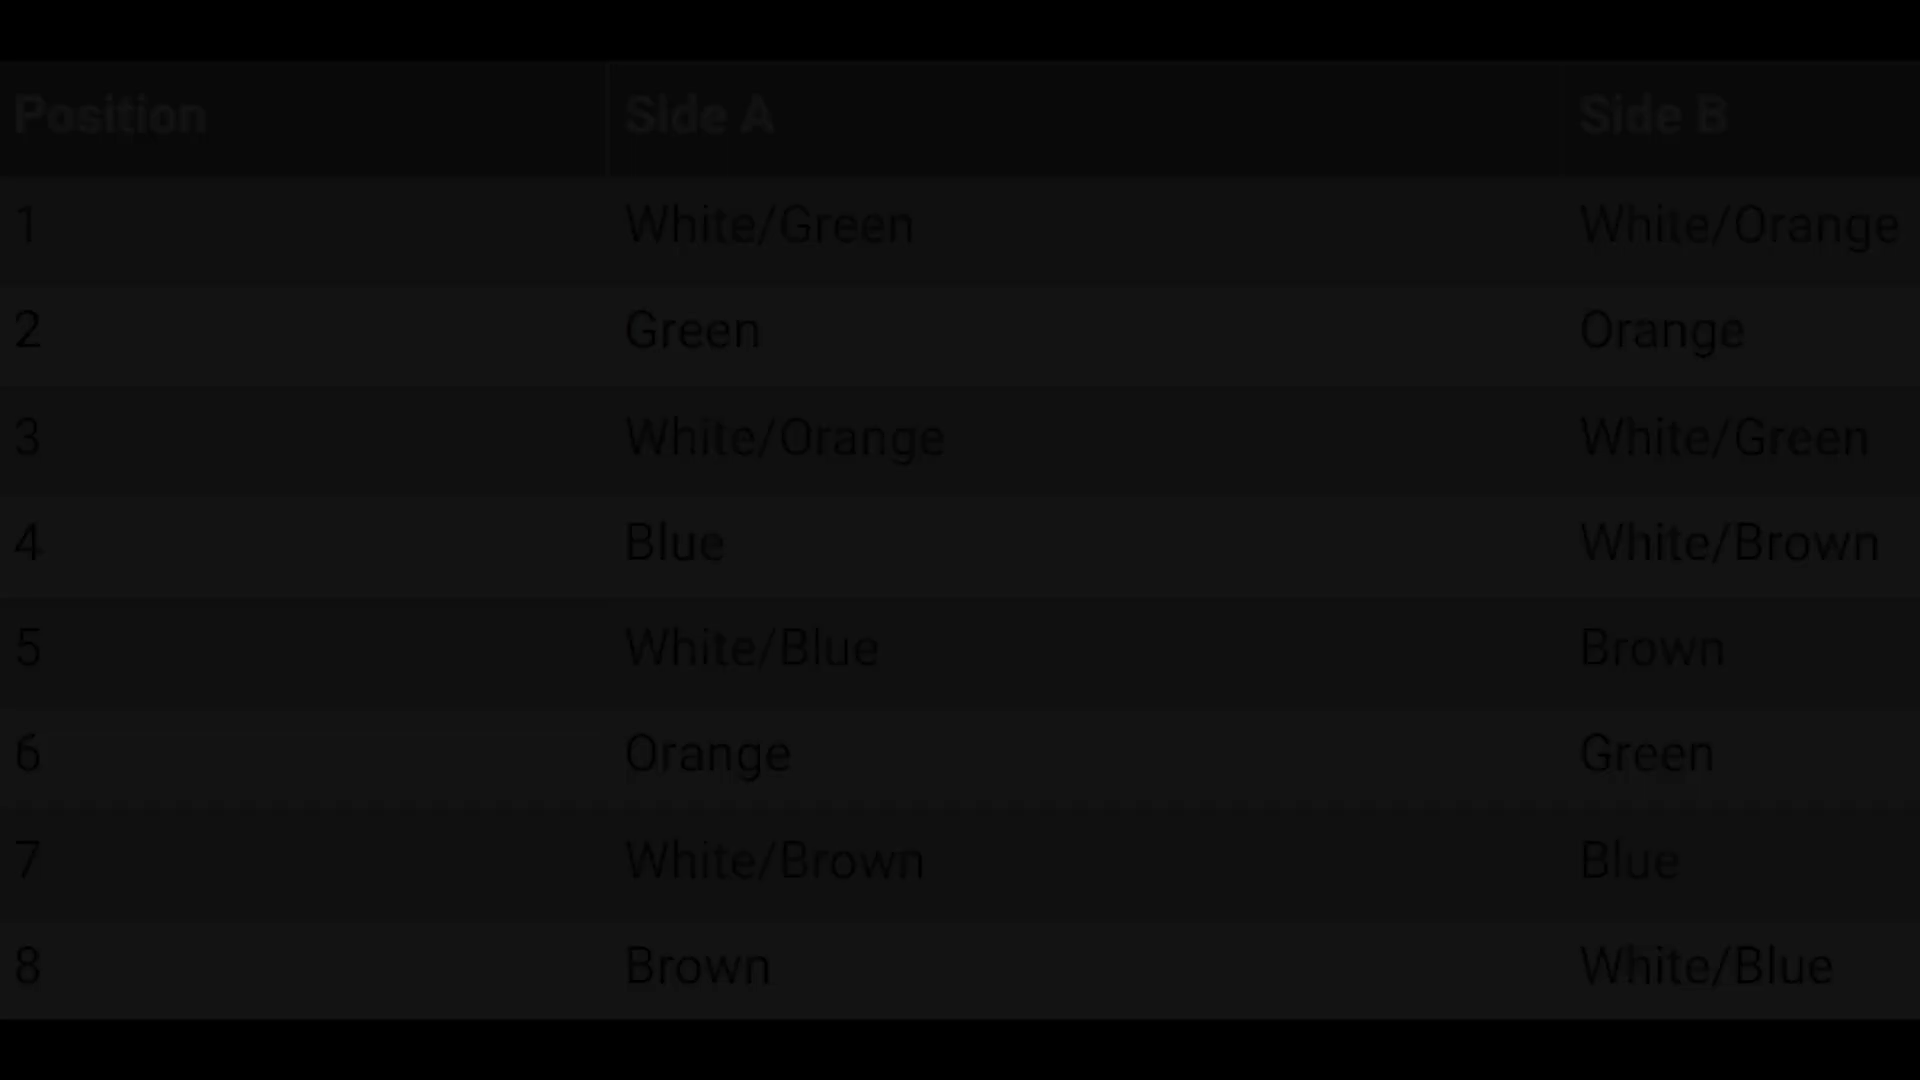 Position Side A Side B
1 White/Green White/Orange
2 Green Orange
3 White/Orange White/Green
4 Blue White/Brown
5 White/Blue Brown
6 Orange Green
7 White/Brown Blue
8 Brown White/Blue